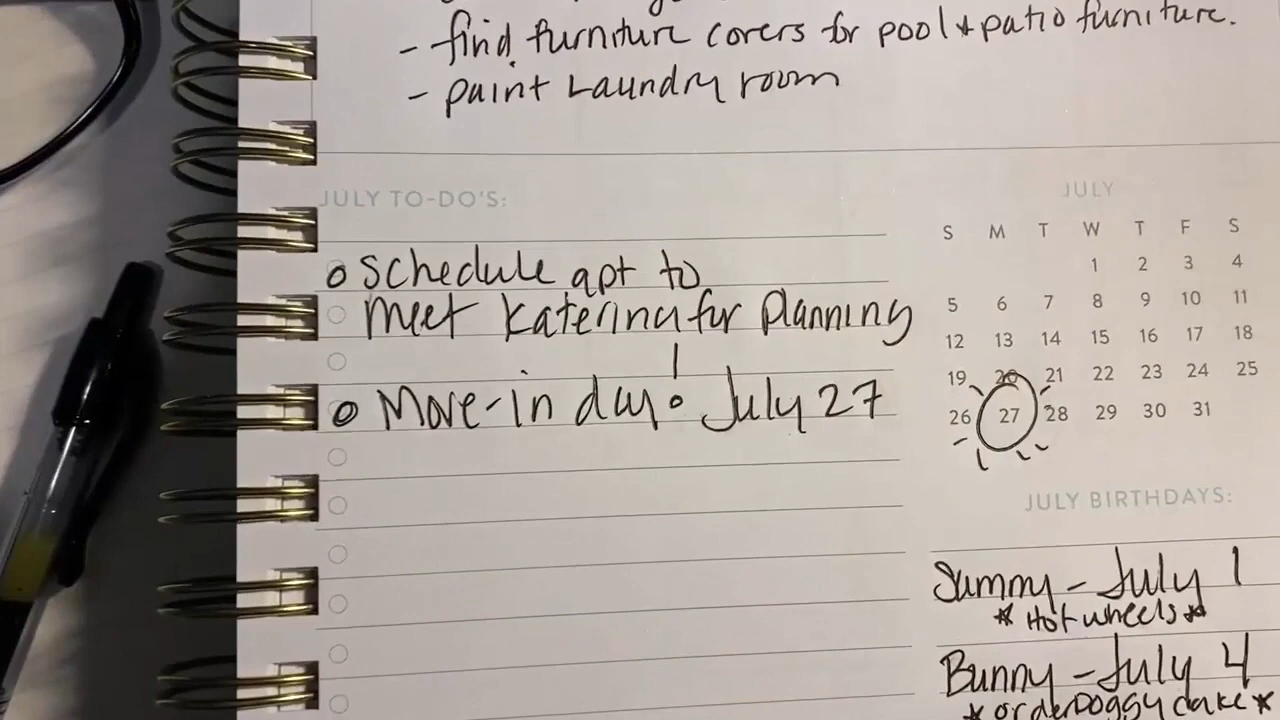 - find furniture covers for pool & patio furniture.
- paint Laundry room
JULY TO-DO'S:
Schedule apt to
meet Katerina for Planning
Move-in day! July 27
JULY
S M T W T F S
1 2 3 4
5 6 7 8 9 10 11
12 13 14 15 16 17 18
19 20 21 22 23 24 25
26 27 28 29 30 31
JULY BIRTHDAYS:
Sammy - July 1
* Hot wheels *
Bunny - July 4
* order Doggy cake *